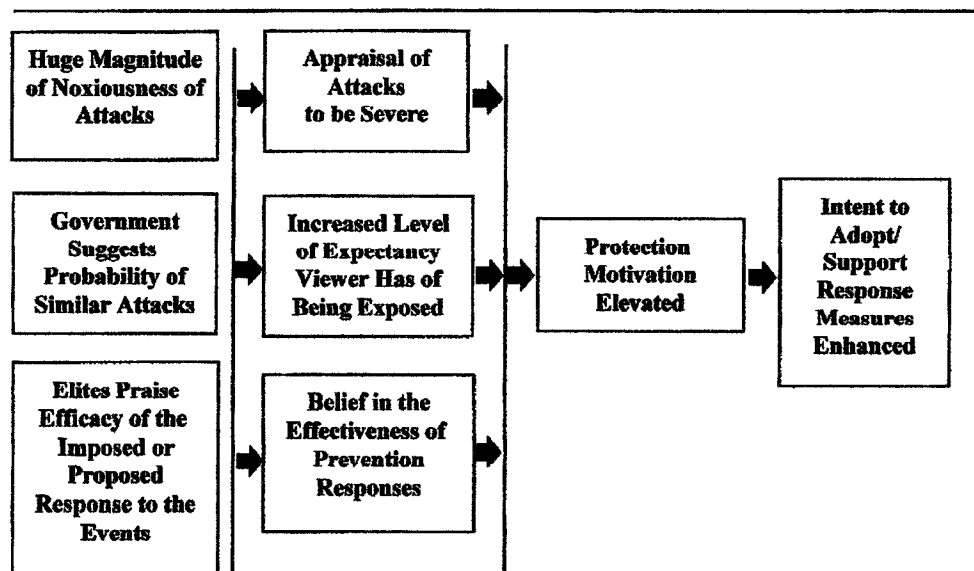 Huge Magnitude
of Noxiousness of
Attacks
Appraisal of
Attacks
to be Severe
Government
Suggests
Probability of
Similar Attacks
Increased Level
of Expectancy
Viewer Has of
Being Exposed
Protection
Motivation
Elevated
Intent to
Adopt/
Support
Response
Measures
Enhanced
Elites Praise
Efficacy of the
Imposed or
Proposed
Response to the
Events
Belief in the
Effectiveness of
Prevention
Responses